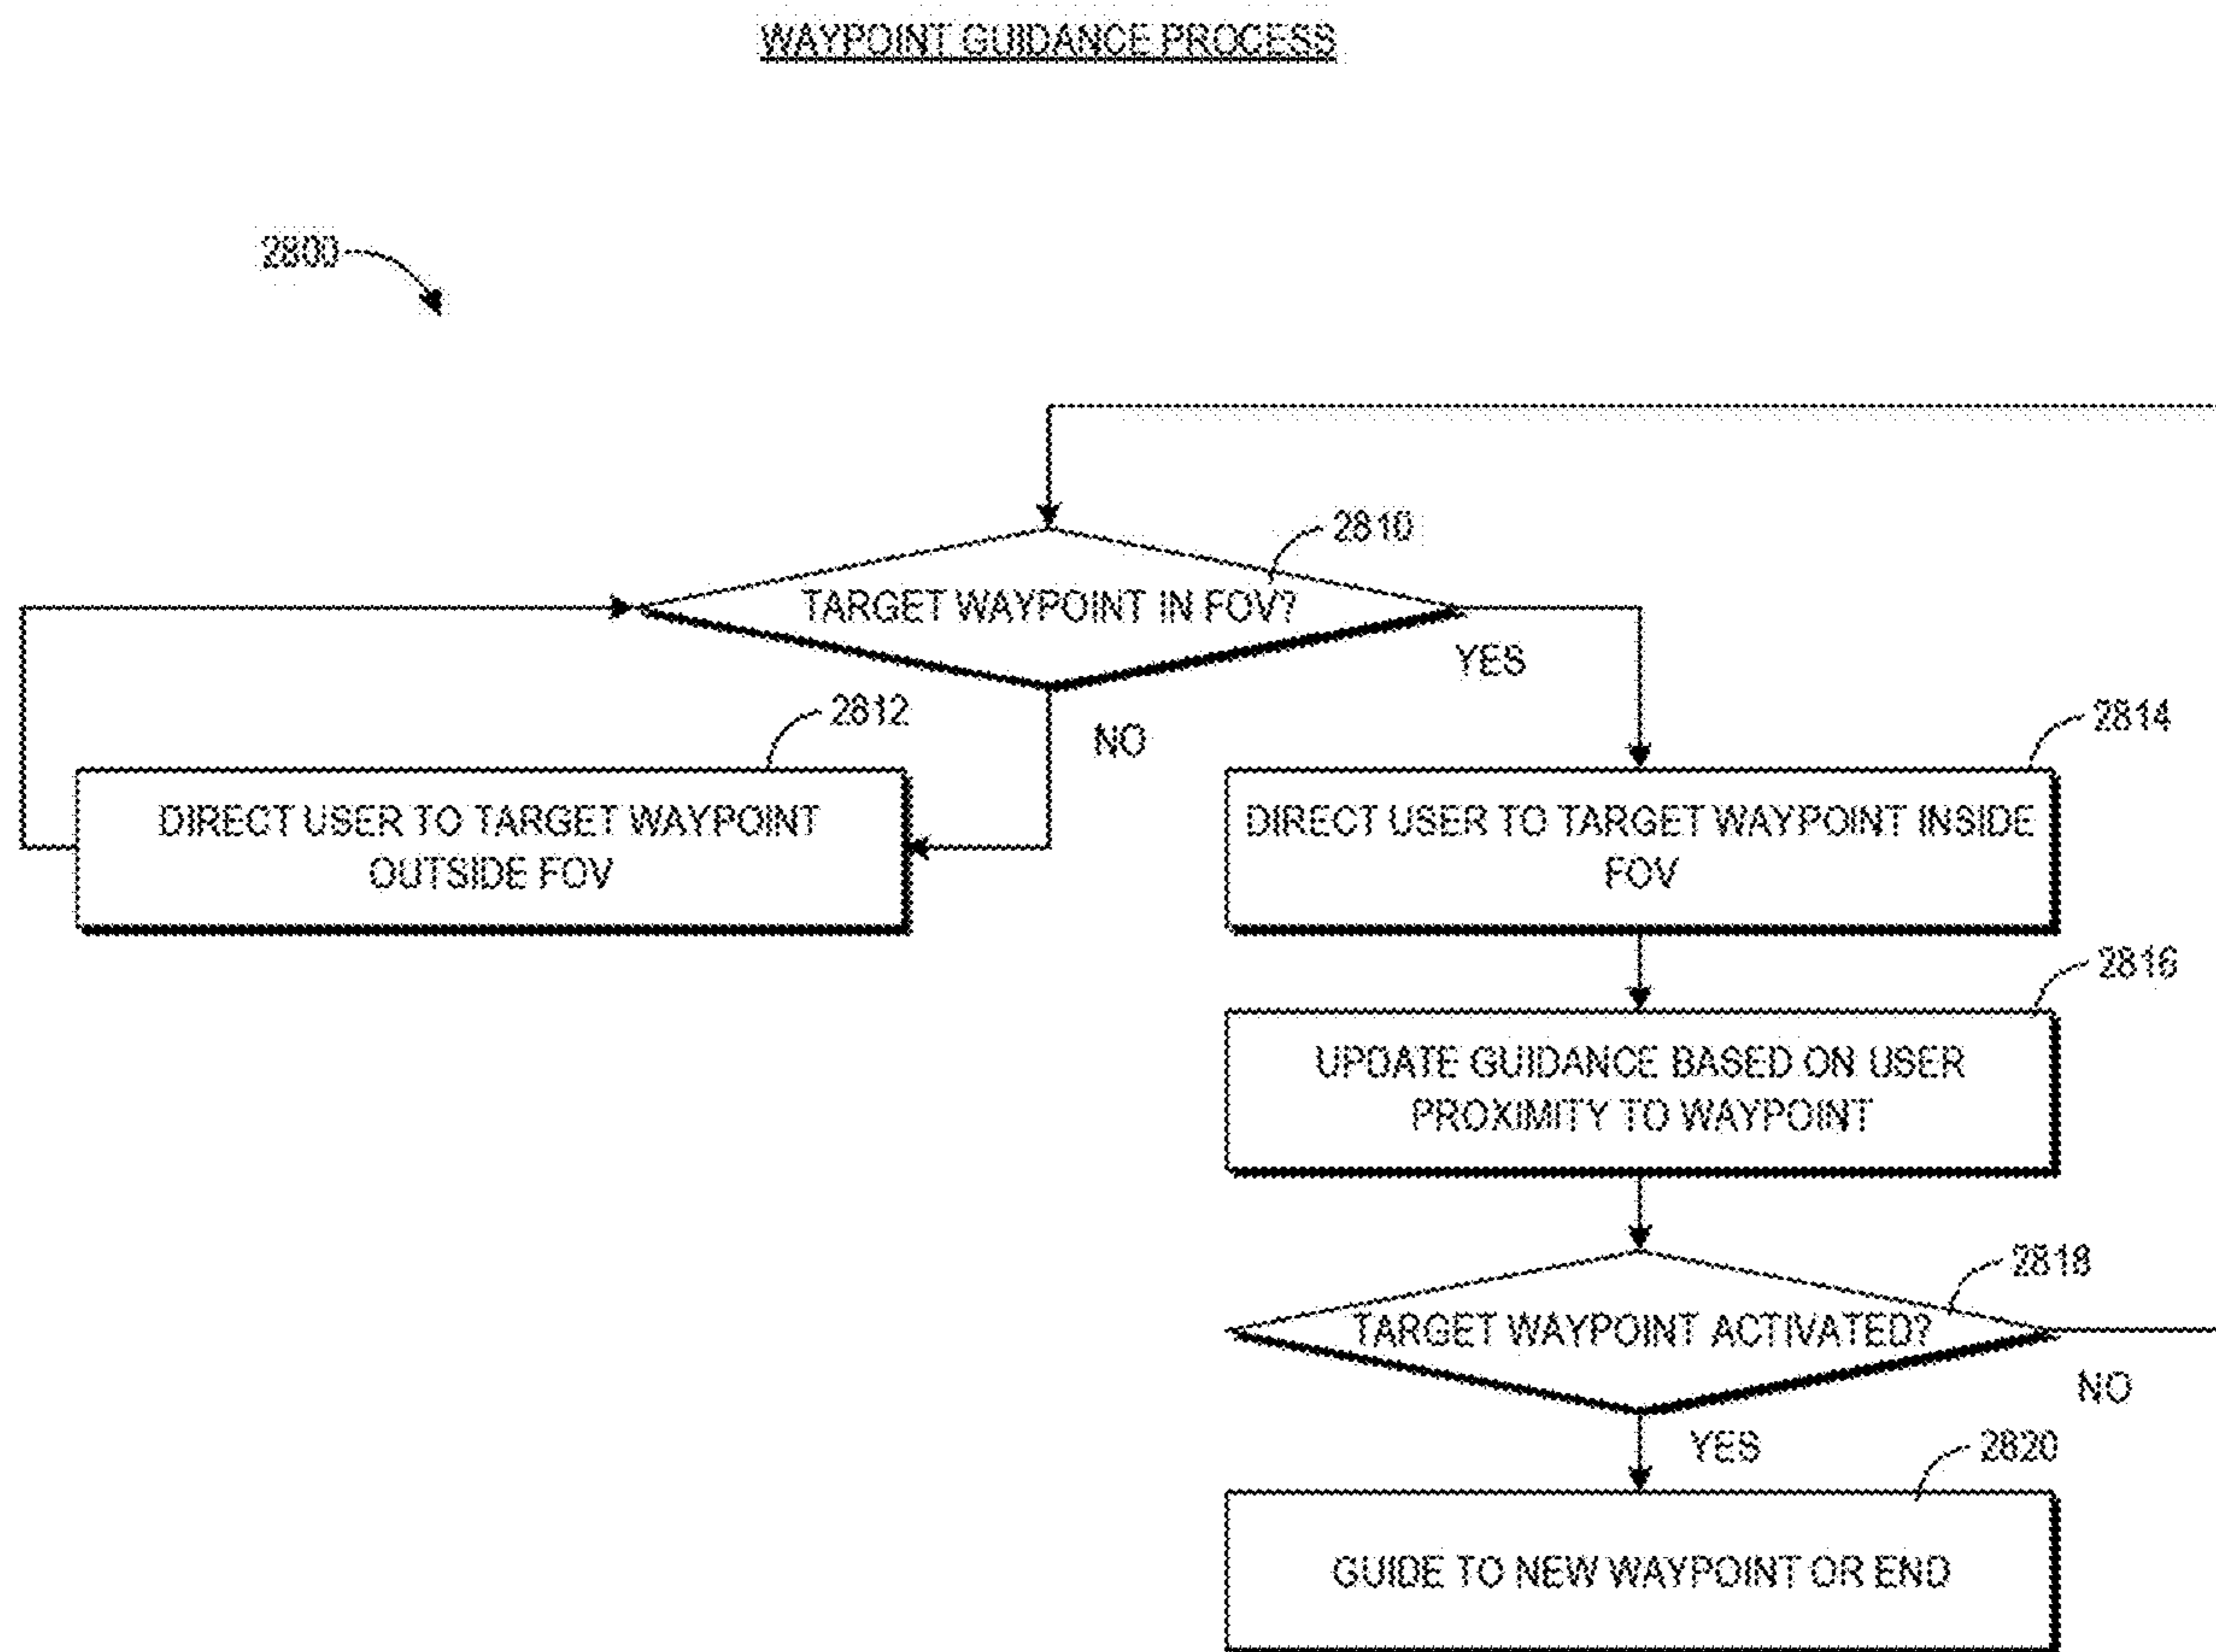 WAYPOINT GUIDANCE PROCESS
2800
2810
TARGET WAYPOINT IN FOV?
YES
NO
2812
DIRECT USER TO TARGET WAYPOINT
OUTSIDE FOV
2814
DIRECT USER TO TARGET WAYPOINT INSIDE
FOV
2816
UPDATE GUIDANCE BASED ON USER
PROXIMITY TO WAYPOINT
2818
TARGET WAYPOINT ACTIVATED?
NO
YES
2820
GUIDE TO NEW WAYPOINT OR END